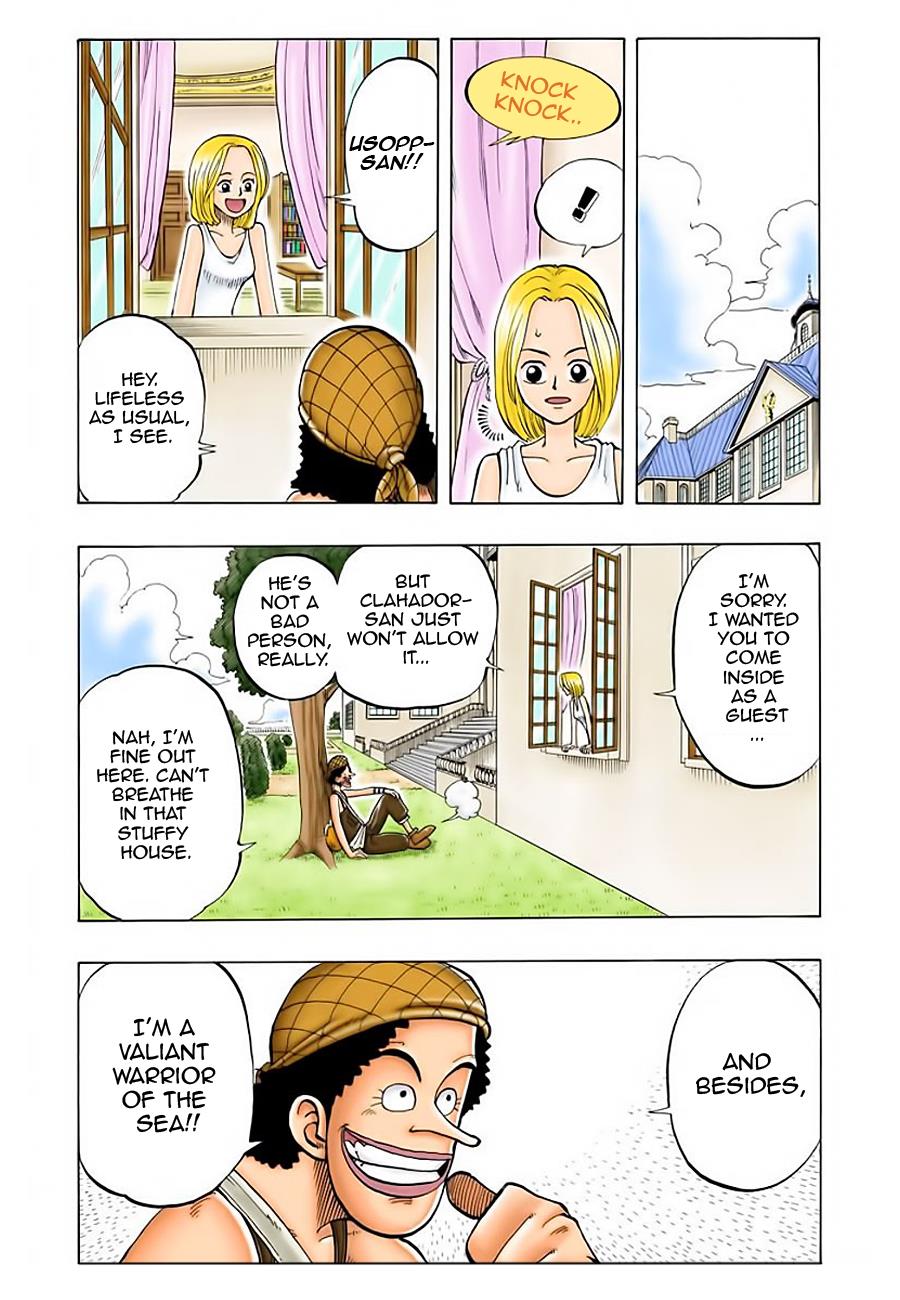 KNOCK
KNOCK..
!
USOPP-
SAN!!
HEY.
LIFELESS
AS USUAL,
I SEE.
I'M
SORRY.
I WANTED
YOU TO
COME
INSIDE
AS A
GUEST
...
BUT
CLAHADOR-
SAN JUST
WON'T ALLOW
IT...
HE'S
NOT A
BAD
PERSON,
REALLY.
NAH, I'M
FINE OUT
HERE. CAN'T
BREATHE
IN THAT
STUFFY
HOUSE.
AND
BESIDES,
I'M A
VALIANT
WARRIOR
OF THE
SEA!!